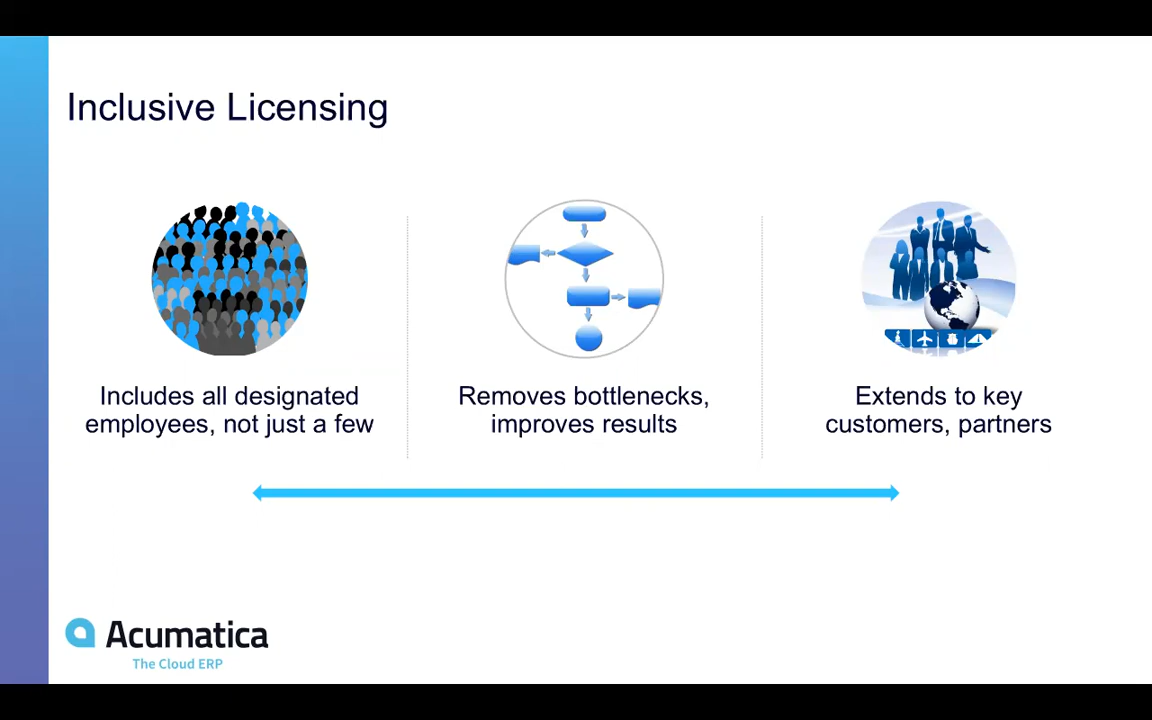 Inclusive Licensing
Includes all designated
employees, not just a few
Removes bottlenecks,
improves results
Extends to key
customers, partners
Acumatica
The Cloud ERP